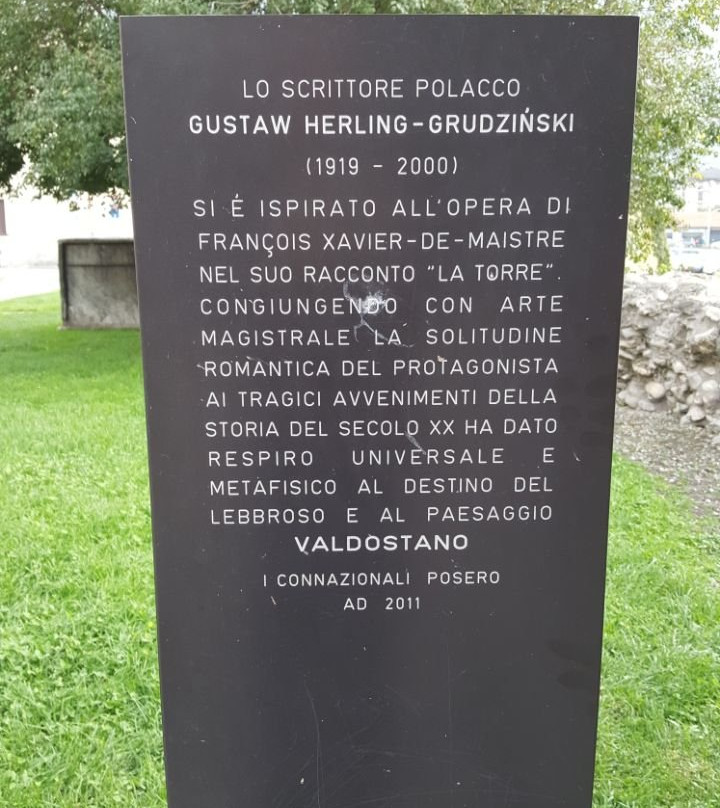 LO SCRITTORE POLACCO
GUSTAW HERLING-GRUDZIŃSKI
(1919 - 2000)
SI É ISPIRATO ALL'OPERA DI
FRANÇOIS XAVIER-DE-MAISTRE
NEL SUO RACCONTO "LA TORRE".
CONGIUNGENDO CON ARTE
MAGISTRALE LA SOLITUDINE
ROMANTICA DEL PROTAGONISTA
AI TRAGICI AVVENIMENTI DELLA
STORIA DEL SECOLO XX HA DATO
RESPIRO UNIVERSALE E
METAFISICO AL DESTINO DEL
LEBBROSO E AL PAESAGGIO
VALDOSTANO
I CONNAZIONALI POSERO
AD 2011